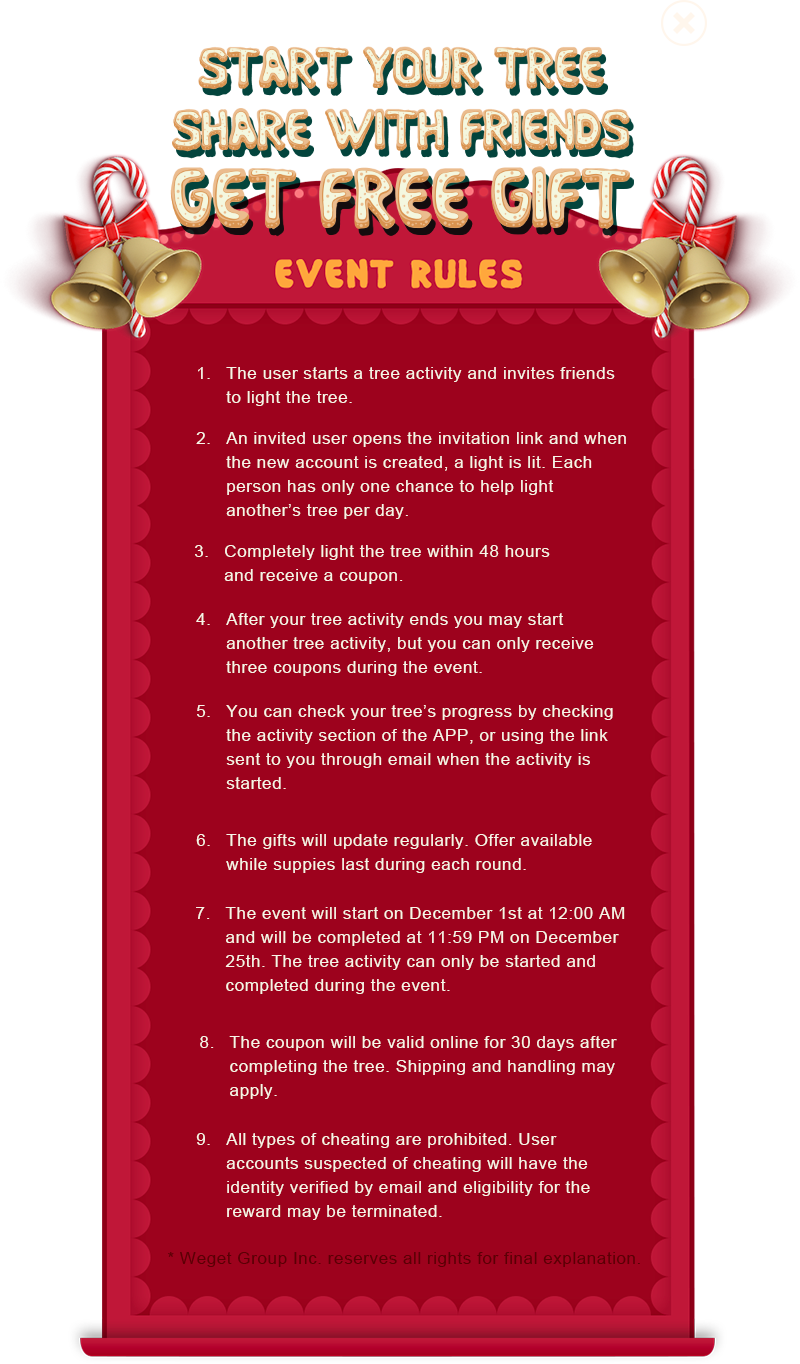 START YOUR TREE
SHARE WITH FRIENDS
GET FREE GIFT
EVENT RULES
1. The user starts a tree activity and invites friends
to light the tree.
2. An invited user opens the invitation link and when
the new account is created, a light is lit. Each
person has only one chance to help light
another’s tree per day.
3. Completely light the tree within 48 hours
and receive a coupon.
4. After your tree activity ends you may start
another tree activity, but you can only receive
three coupons during the event.
5. You can check your tree’s progress by checking
the activity section of the APP, or using the link
sent to you through email when the activity is
started.
6. The gifts will update regularly. Offer available
while suppies last during each round.
7. The event will start on December 1st at 12:00 AM
and will be completed at 11:59 PM on December
25th. The tree activity can only be started and
completed during the event.
8. The coupon will be valid online for 30 days after
completing the tree. Shipping and handling may
apply.
9. All types of cheating are prohibited. User
accounts suspected of cheating will have the
identity verified by email and eligibility for the
reward may be terminated.
* Weget Group Inc. reserves all rights for final explanation.